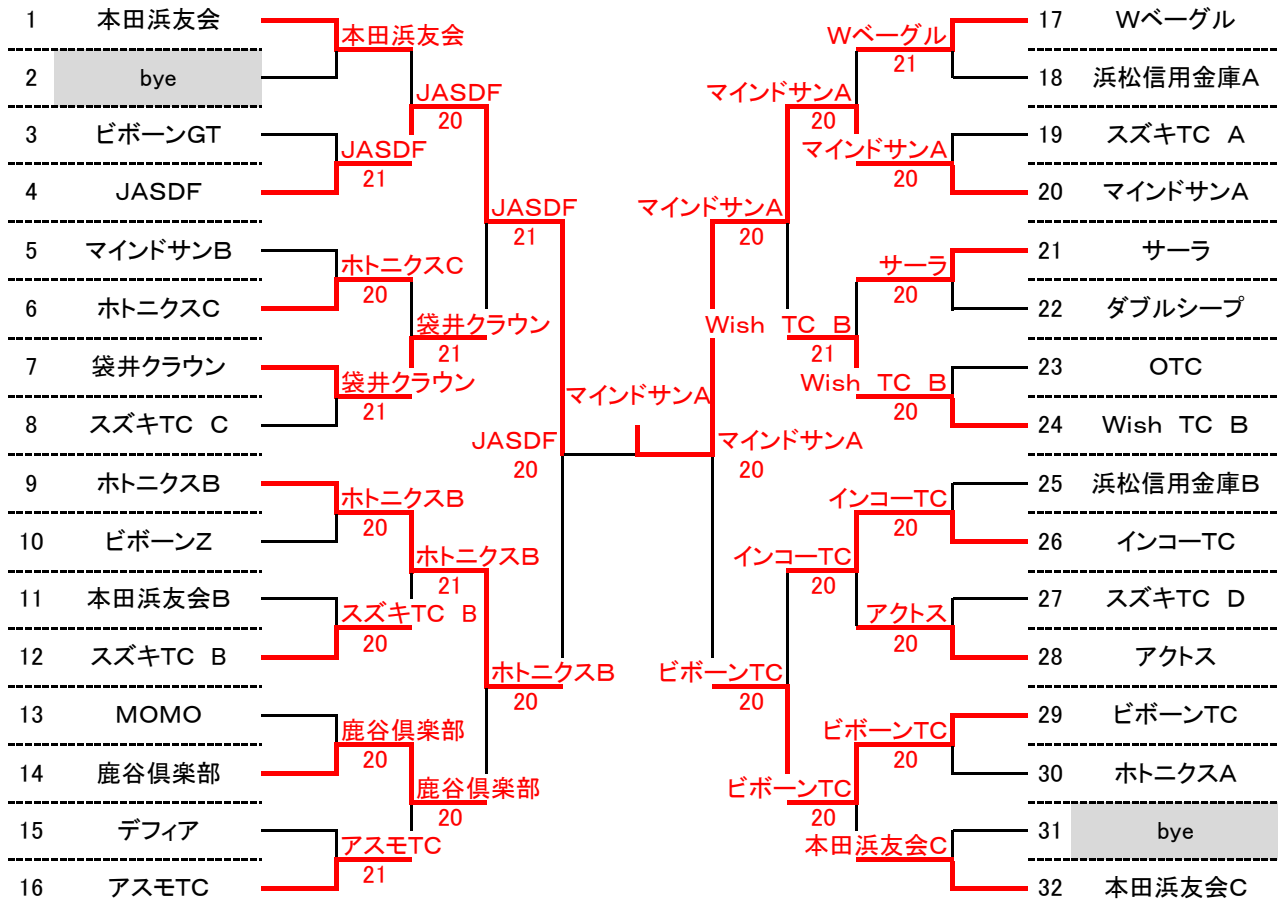 1 本田浜友会
2 bye
3 ビボーンGT
4 JASDF
5 マインドサンB
6 ホトニクスC
7 袋井クラウン
8 スズキTC C
9 ホトニクスB
10 ビボーンZ
11 本田浜友会B
12 スズキTC B
13 MOMO
14 鹿谷倶楽部
15 デフィア
16 アスモTC
本田浜友会
JASDF
21
ホトニクスC
20
袋井クラウン
21
ホトニクスB
20
スズキTC B
20
鹿谷倶楽部
20
アスモTC
21
JASDF
20
袋井クラウン
21
ホトニクスB
21
鹿谷倶楽部
20
JASDF
21
ホトニクスB
20
JASDF
20
マインドサンA
マインドサンA
20
マインドサンA
20
ビボーンTC
20
マインドサンA
20
Wish TC B
21
インコーTC
20
ビボーンTC
20
Wベーグル
21
マインドサンA
20
サーラ
20
Wish TC B
20
インコーTC
20
アクトス
20
ビボーンTC
20
本田浜友会C
17 Wベーグル
18 浜松信用金庫A
19 スズキTC A
20 マインドサンA
21 サーラ
22 ダブルシープ
23 OTC
24 Wish TC B
25 浜松信用金庫B
26 インコーTC
27 スズキTC D
28 アクトス
29 ビボーンTC
30 ホトニクスA
31 bye
32 本田浜友会C